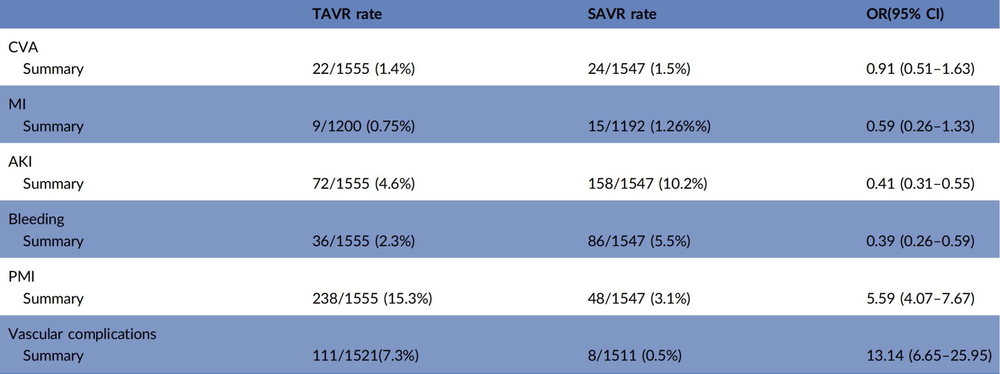 TAVR rate SAVR rate OR(95% CI)
CVA
Summary 22/1555 (1.4%) 24/1547 (1.5%) 0.91 (0.51–1.63)
MI
Summary 9/1200 (0.75%) 15/1192 (1.26%%) 0.59 (0.26–1.33)
AKI
Summary 72/1555 (4.6%) 158/1547 (10.2%) 0.41 (0.31–0.55)
Bleeding
Summary 36/1555 (2.3%) 86/1547 (5.5%) 0.39 (0.26–0.59)
PMI
Summary 238/1555 (15.3%) 48/1547 (3.1%) 5.59 (4.07–7.67)
Vascular complications
Summary 111/1521(7.3%) 8/1511 (0.5%) 13.14 (6.65–25.95)